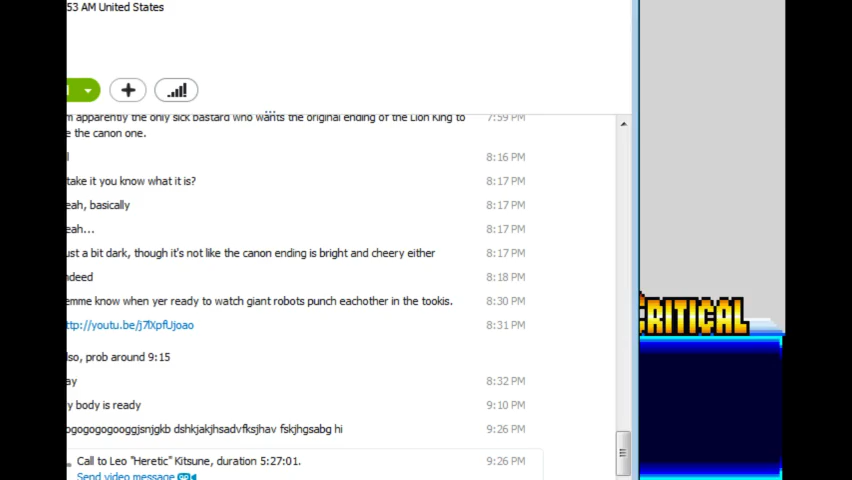 53 AM United States
m apparently the only sick bastard who wants the original ending of the Lion King to 7:59 PM
e the canon one.
l 8:16 PM
take it you know what it is? 8:17 PM
eah, basically 8:17 PM
eah... 8:17 PM
ust a bit dark, though it's not like the canon ending is bright and cheery either 8:17 PM
ndeed 8:18 PM
emme know when yer ready to watch giant robots punch eachother in the tookis. 8:30 PM
ttp://youtu.be/j7lXpfUjoao 8:31 PM
CRITICAL
lso, prob around 9:15
ay 8:32 PM
y body is ready 9:10 PM
ogogogogooggjsnjgkb dshkjakjhsadvfksjhav fskjhgsabg hi 9:26 PM
Call to Leo "Heretic" Kitsune, duration 5:27:01. 9:26 PM
Send video message